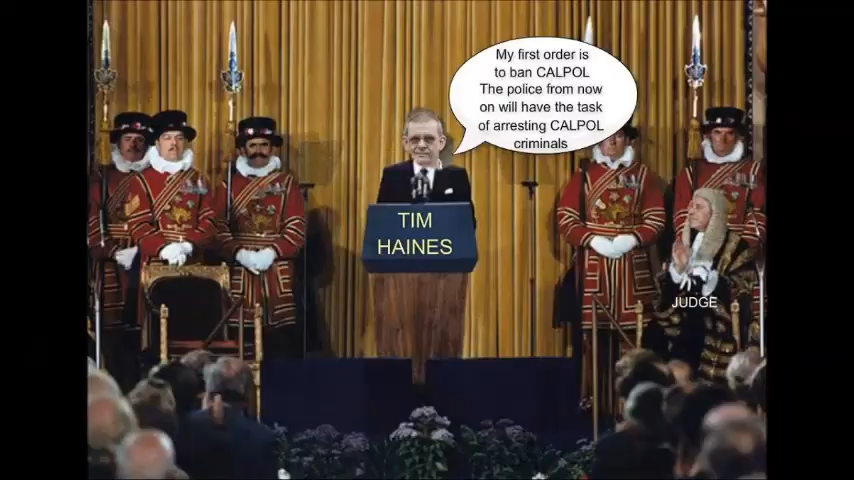 My first order is
to ban CALPOL
The police from now
on will have the task
of arresting CALPOL
criminals
TIM
HAINES
JUDGE